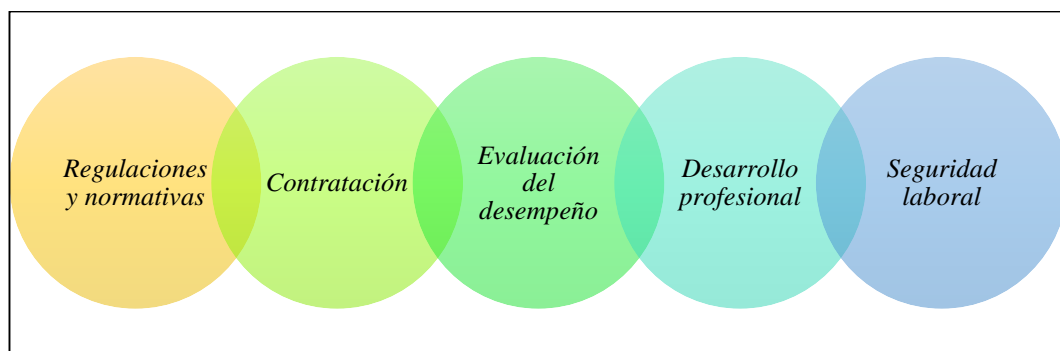 Regulaciones
y normativas
Contratación
Evaluación
del
desempeño
Desarrollo
profesional
Seguridad
laboral